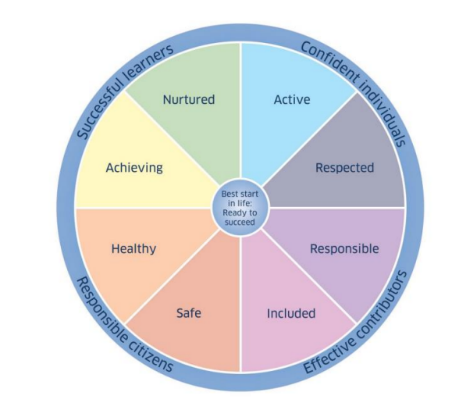 Successful learners
Confident individuals
Nurtured
Active
Achieving
Respected
Best start
in life:
Ready to
succeed
Healthy
Responsible
Safe
Included
Responsible citizens
Effective contributors